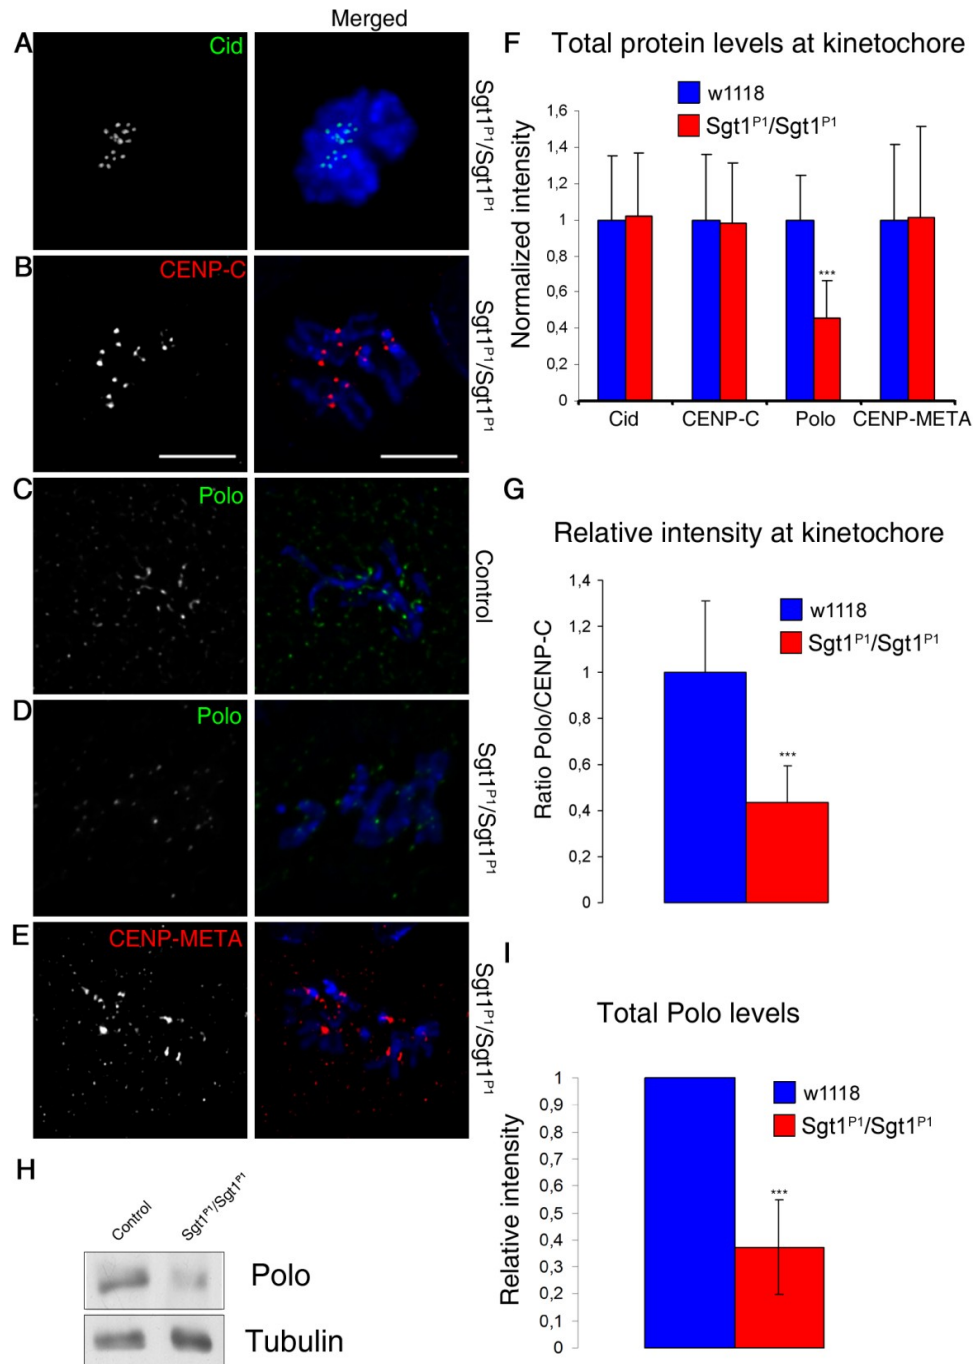 Merged
A
Cid
Sgt1ᴾ¹/Sgt1ᴾ¹
B
CENP-C
Sgt1ᴾ¹/Sgt1ᴾ¹
C
Polo
Control
D
Polo
Sgt1ᴾ¹/Sgt1ᴾ¹
E
CENP-META
Sgt1ᴾ¹/Sgt1ᴾ¹
F
Total protein levels at kinetochore
w1118
Sgt1ᴾ¹/Sgt1ᴾ¹
Normalized intensity
1,6
1,4
1,2
1
0,8
0,6
0,4
0,2
0
***
Cid CENP-C Polo CENP-META
G
Relative intensity at kinetochore
w1118
Sgt1ᴾ¹/Sgt1ᴾ¹
Ratio Polo/CENP-C
1,4
1,2
1
0,8
0,6
0,4
0,2
0
***
H
Control
Sgt1ᴾ¹/Sgt1ᴾ¹
Polo
Tubulin
I
Total Polo levels
w1118
Sgt1ᴾ¹/Sgt1ᴾ¹
Relative intensity
1
0,9
0,8
0,7
0,6
0,5
0,4
0,3
0,2
0,1
0
***